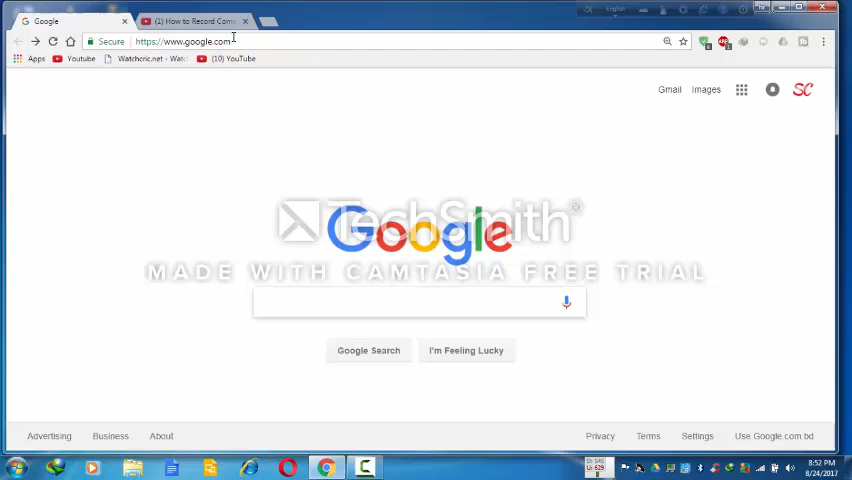 Google
(1) How to Record Comp
English
Secure
https://www.google.com
Apps
Youtube
Watchcric.net - Watc
(10) YouTube
Gmail
Images
SC
Google
TechSmith®
MADE WITH CAMTASIA FREE TRIAL
Google Search
I'm Feeling Lucky
Advertising
Business
About
Privacy
Terms
Settings
Use Google.com.bd
8:52 PM
8/24/2017